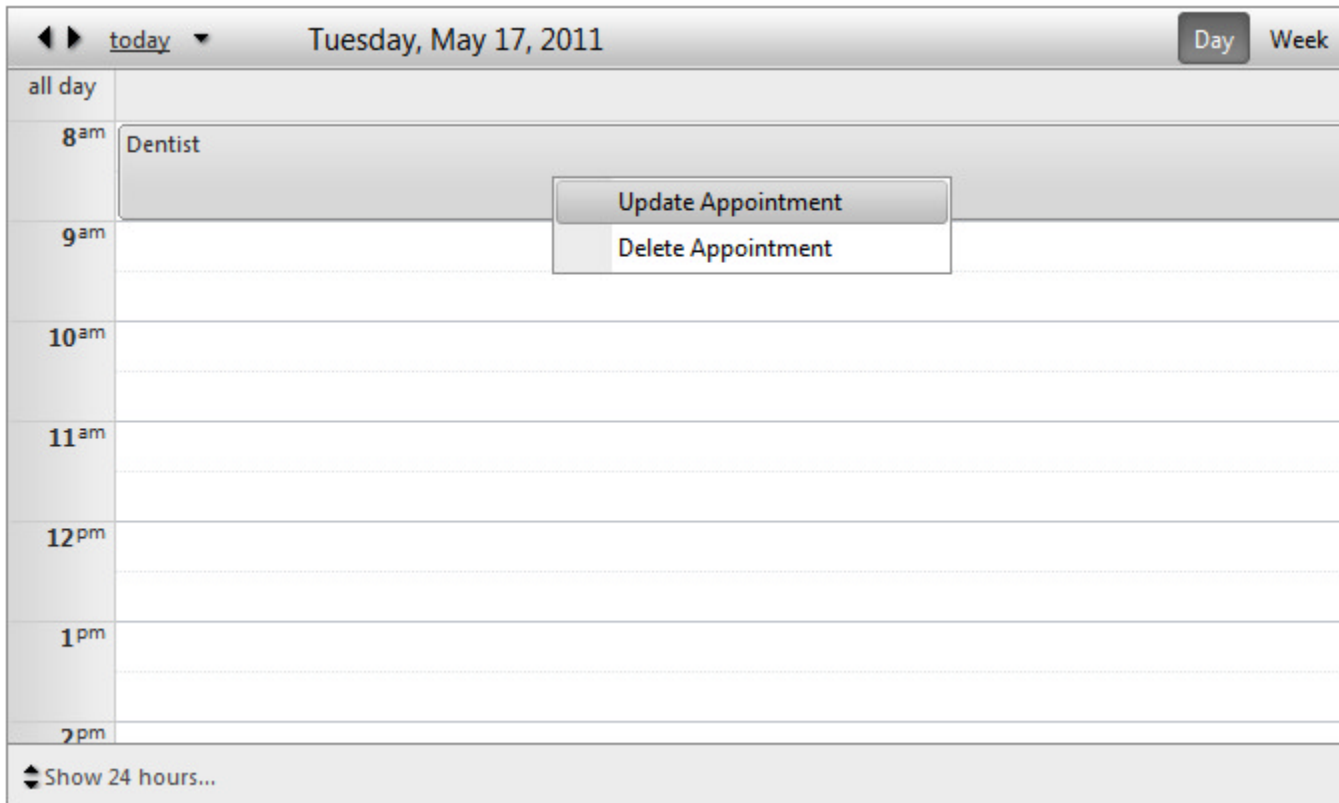 today Tuesday, May 17, 2011 Day Week
all day
8am Dentist
Update Appointment
9am Delete Appointment
10am
11am
12pm
1pm
2pm
Show 24 hours...